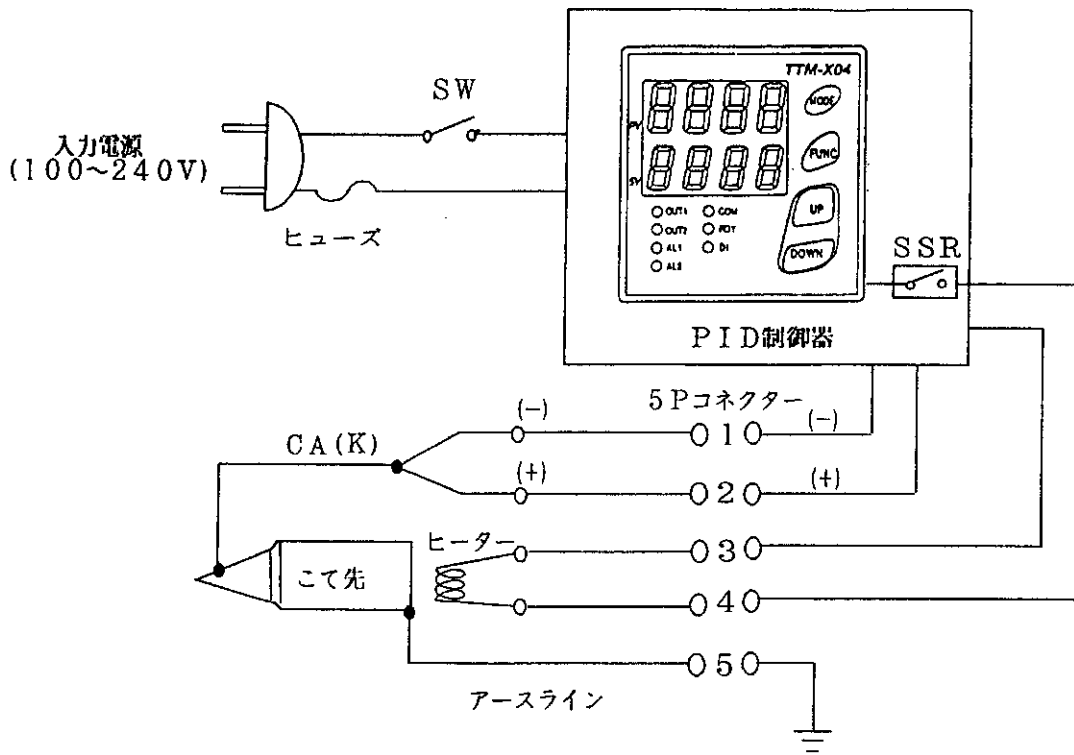 SW
入力電源
(100～240V)
ヒューズ
TTM-X04
MODE
FUNC
UP
DOWN
PV
SV
OUT1
OUT2
AL1
AL2
COM
RDY
DI
SSR
PID制御器
5Pコネクター
CA(K)
(-)
1
(-)
(+)
2
(+)
ヒーター
3
こて先
4
5
アースライン